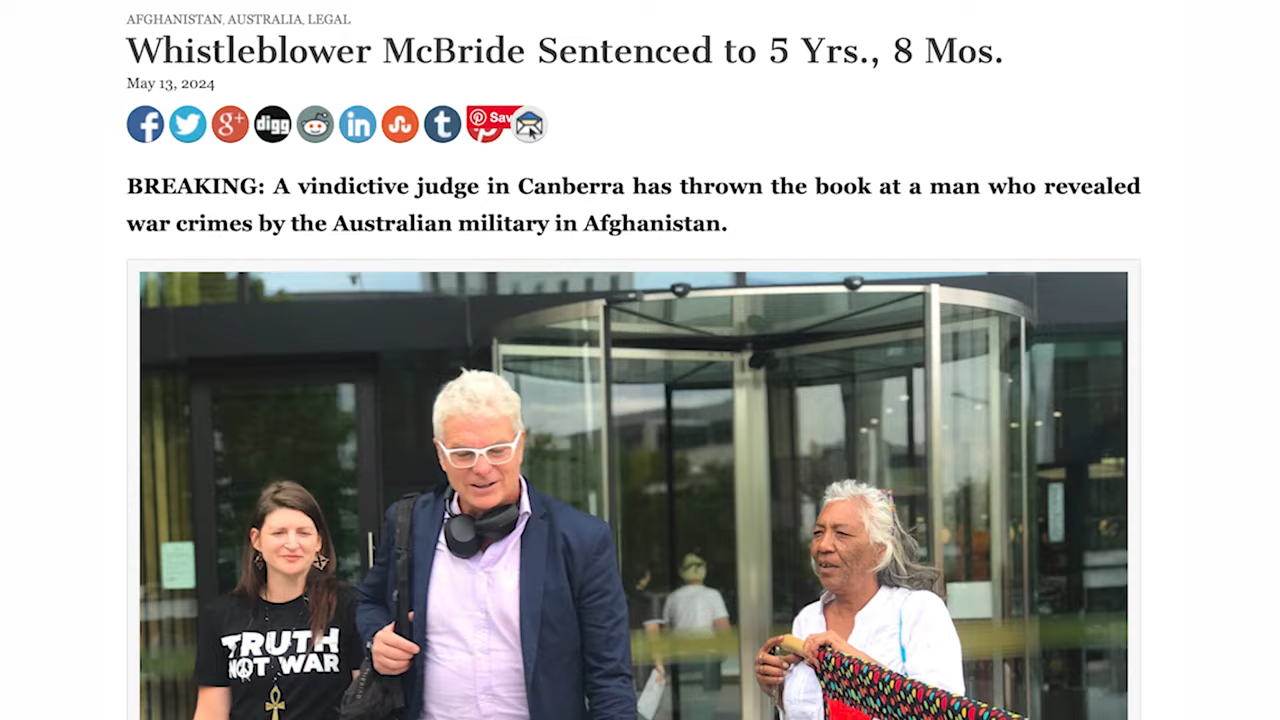 AFGHANISTAN, AUSTRALIA, LEGAL
Whistleblower McBride Sentenced to 5 Yrs., 8 Mos.
May 13, 2024
f g+ digg in t Sav
BREAKING: A vindictive judge in Canberra has thrown the book at a man who revealed
war crimes by the Australian military in Afghanistan.
TRUTH
NOT WAR